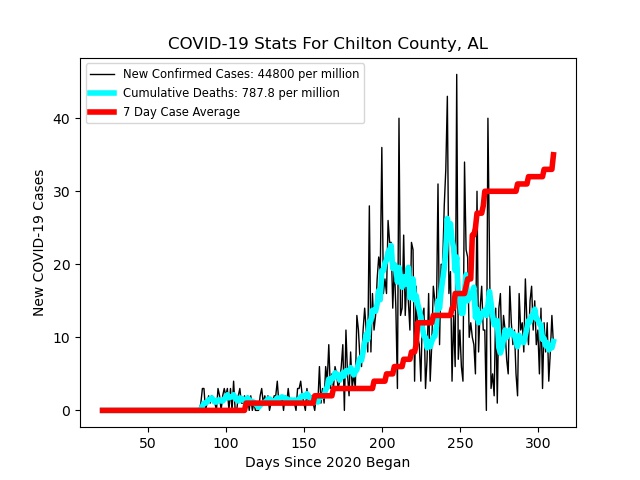 COVID-19 Stats For Chilton County, AL
New Confirmed Cases: 44800 per million
Cumulative Deaths: 787.8 per million
7 Day Case Average
New COVID-19 Cases
40
30
20
10
0
50 100 150 200 250 300
Days Since 2020 Began